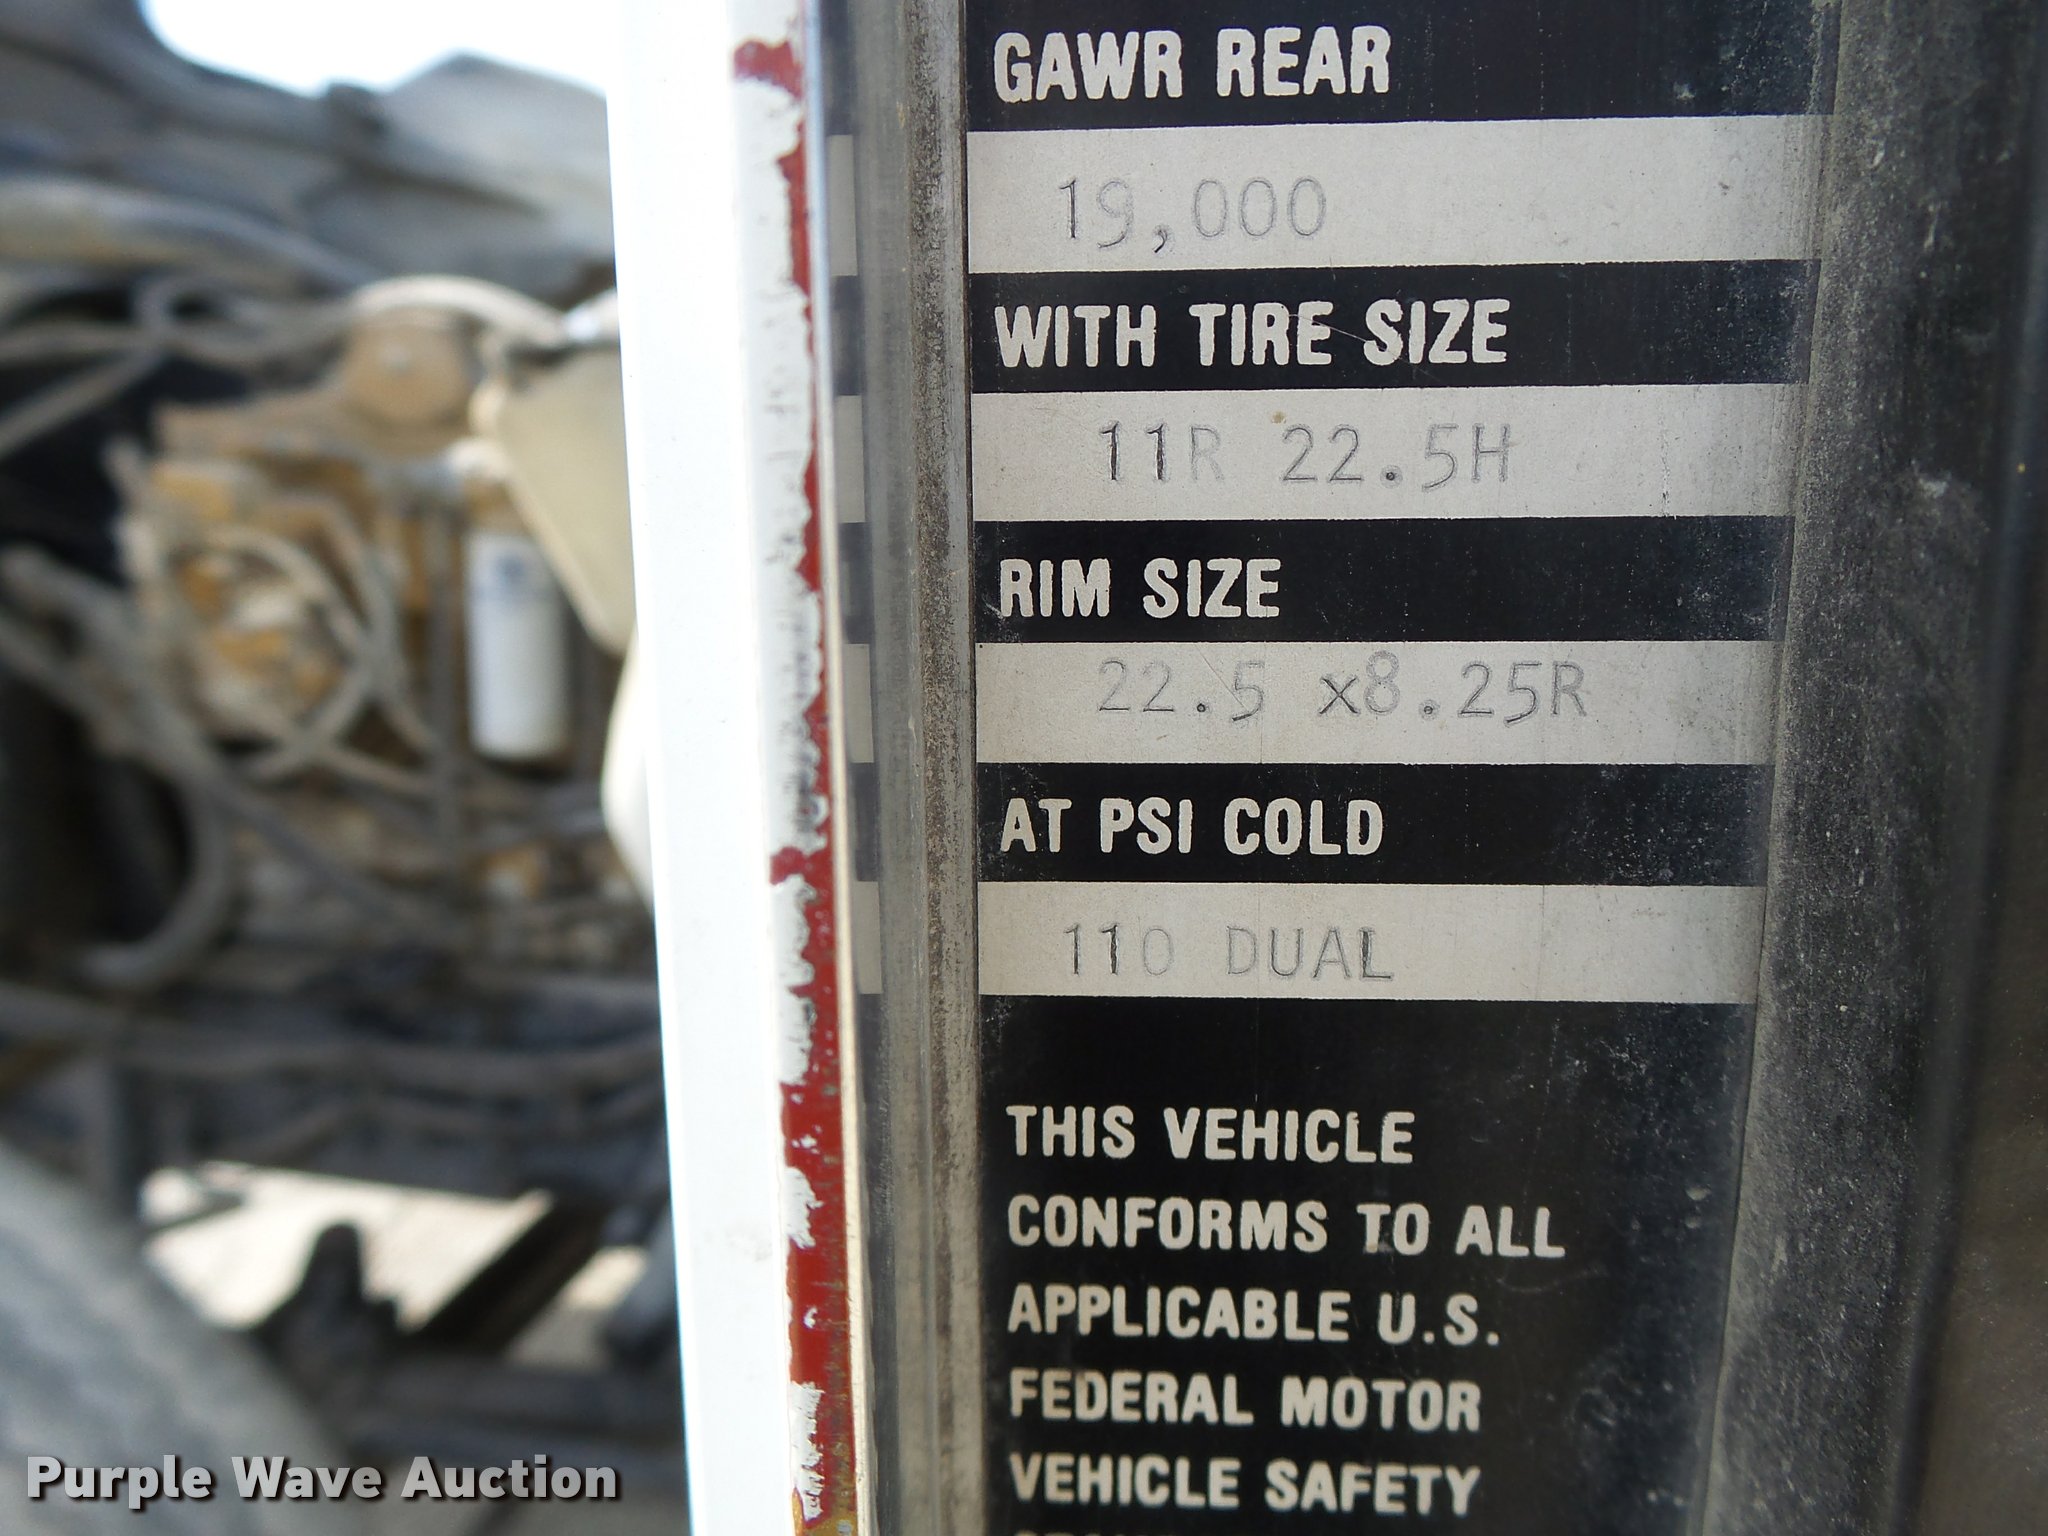 GAWR REAR
19,000
WITH TIRE SIZE
11R 22.5H
RIM SIZE
22.5 x8.25R
AT PSI COLD
110 DUAL
THIS VEHICLE
CONFORMS TO ALL
APPLICABLE U.S.
FEDERAL MOTOR
VEHICLE SAFETY
Purple Wave Auction